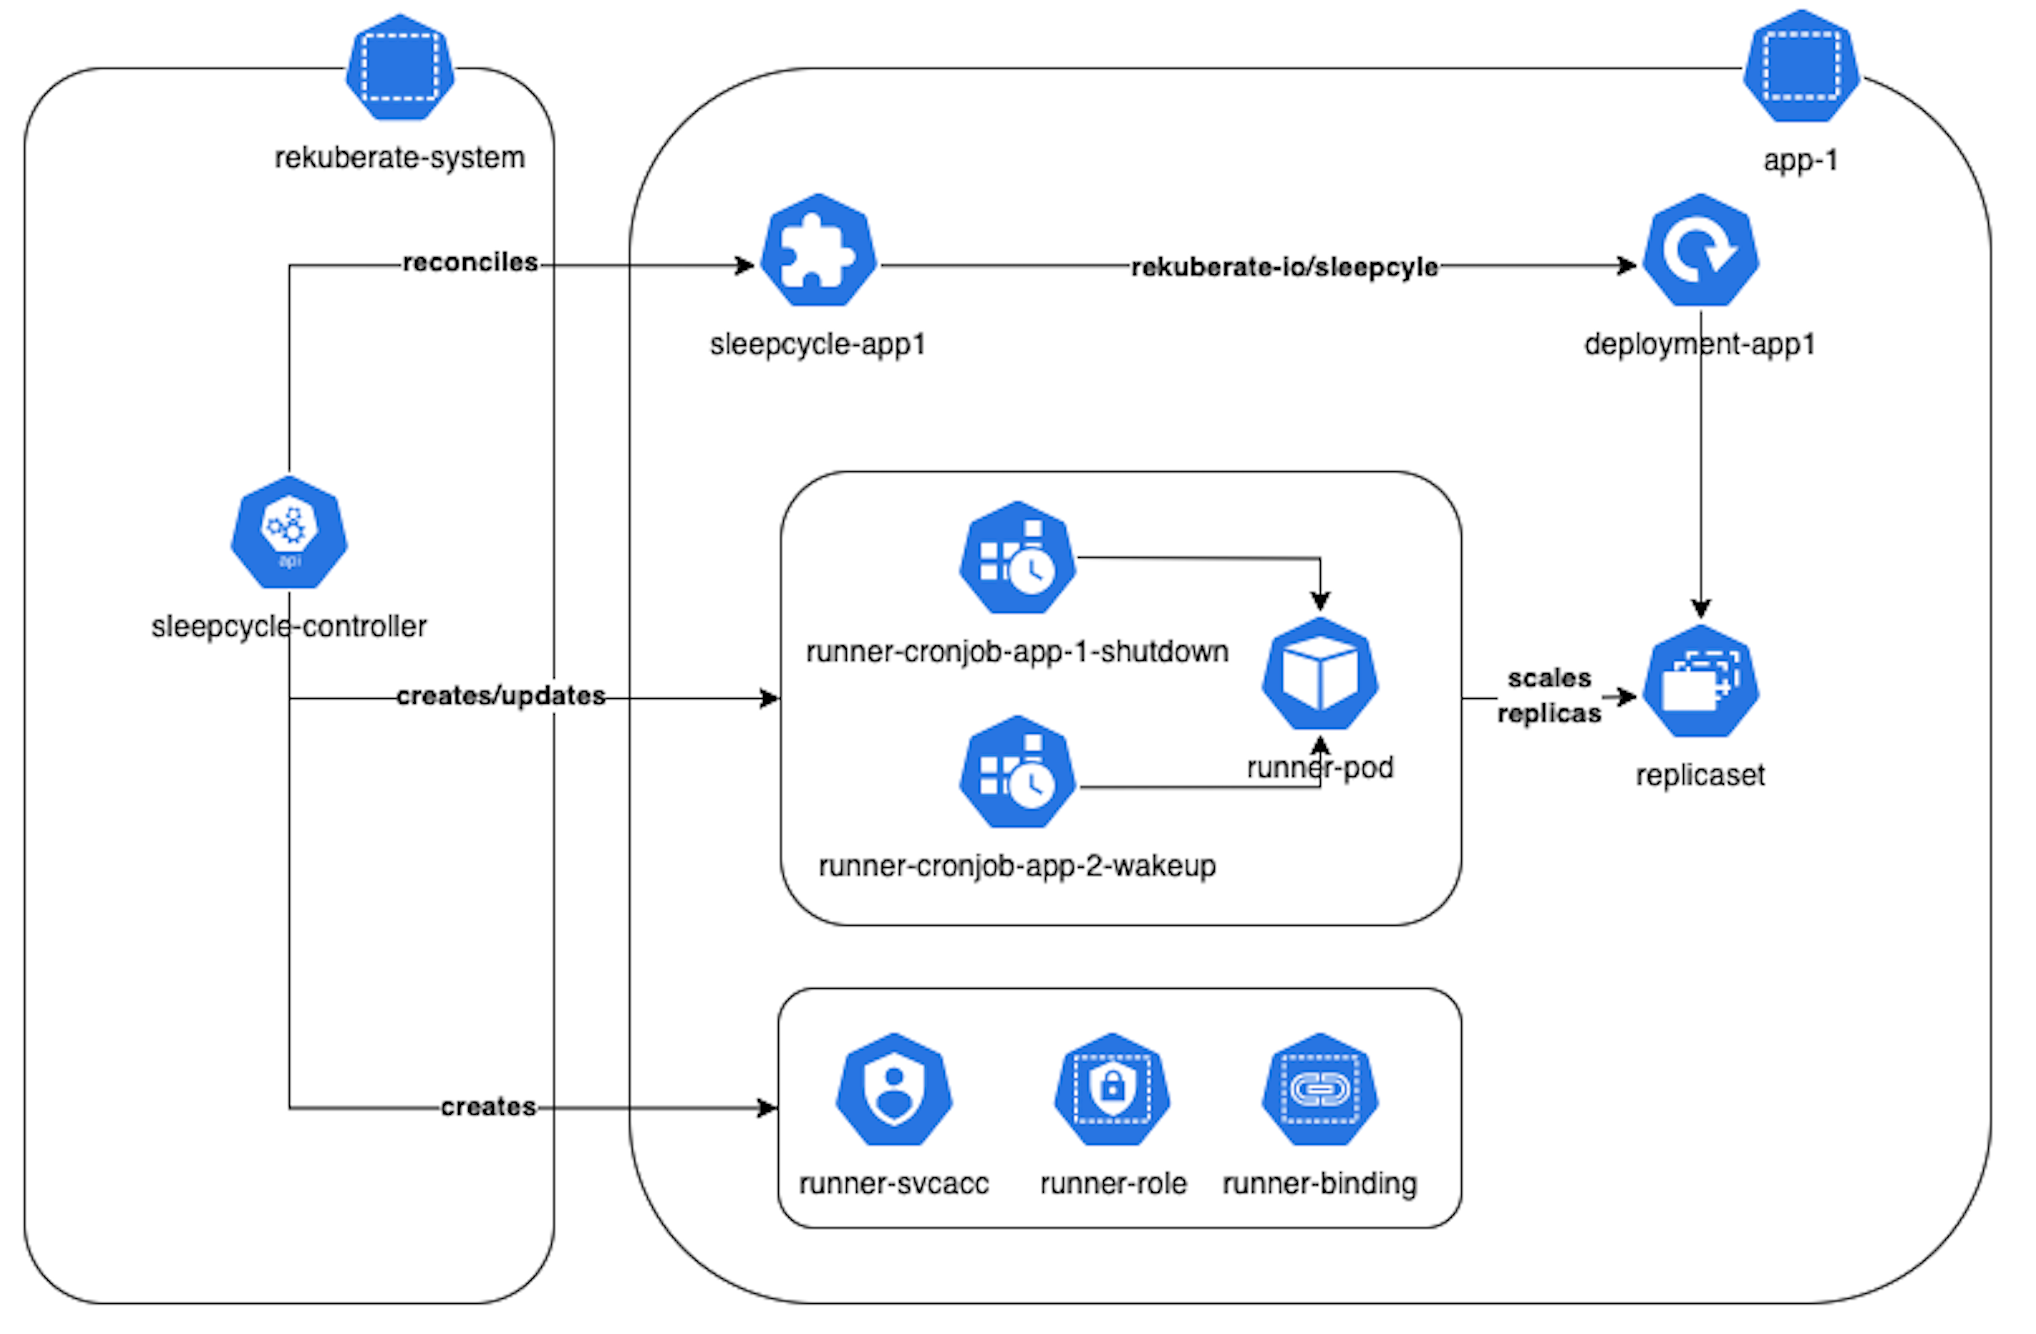 rekuberate-system
app-1
reconciles
rekuberate-io/sleepcyle
sleepcycle-app1
deployment-app1
api
sleepcycle-controller
runner-cronjob-app-1-shutdown
creates/updates
scales
replicas
runner-pod
replicaset
runner-cronjob-app-2-wakeup
creates
runner-svcacc
runner-role
runner-binding